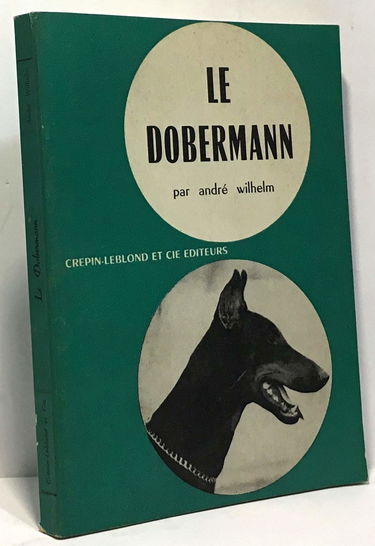 LE
DOBERMANN
par andré wilhelm
CREPIN-LEBLOND ET CIE EDITEURS
Le Dobermann